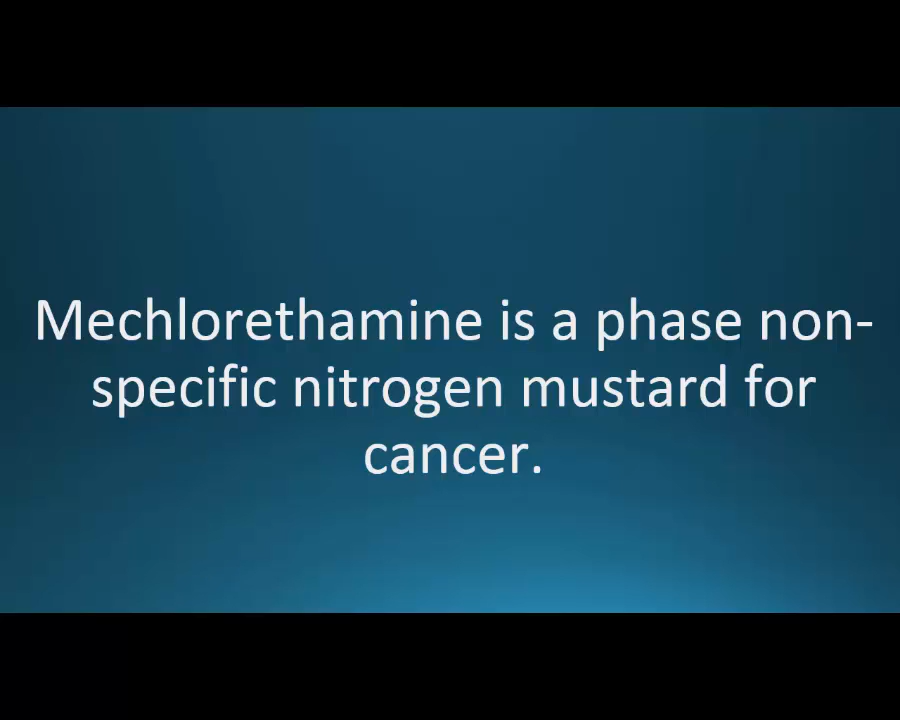 Mechlorethamine is a phase non-
specific nitrogen mustard for
cancer.